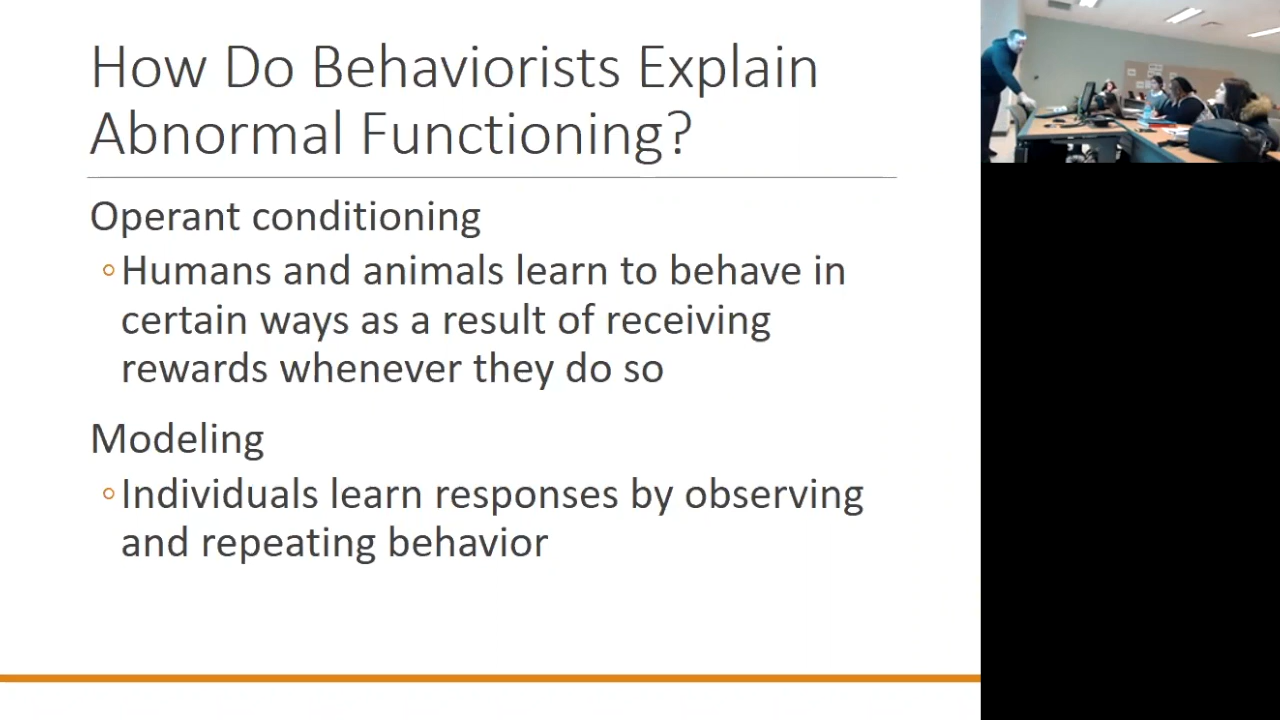 How Do Behaviorists Explain
Abnormal Functioning?
Operant conditioning
◦Humans and animals learn to behave in
certain ways as a result of receiving
rewards whenever they do so
Modeling
◦Individuals learn responses by observing
and repeating behavior